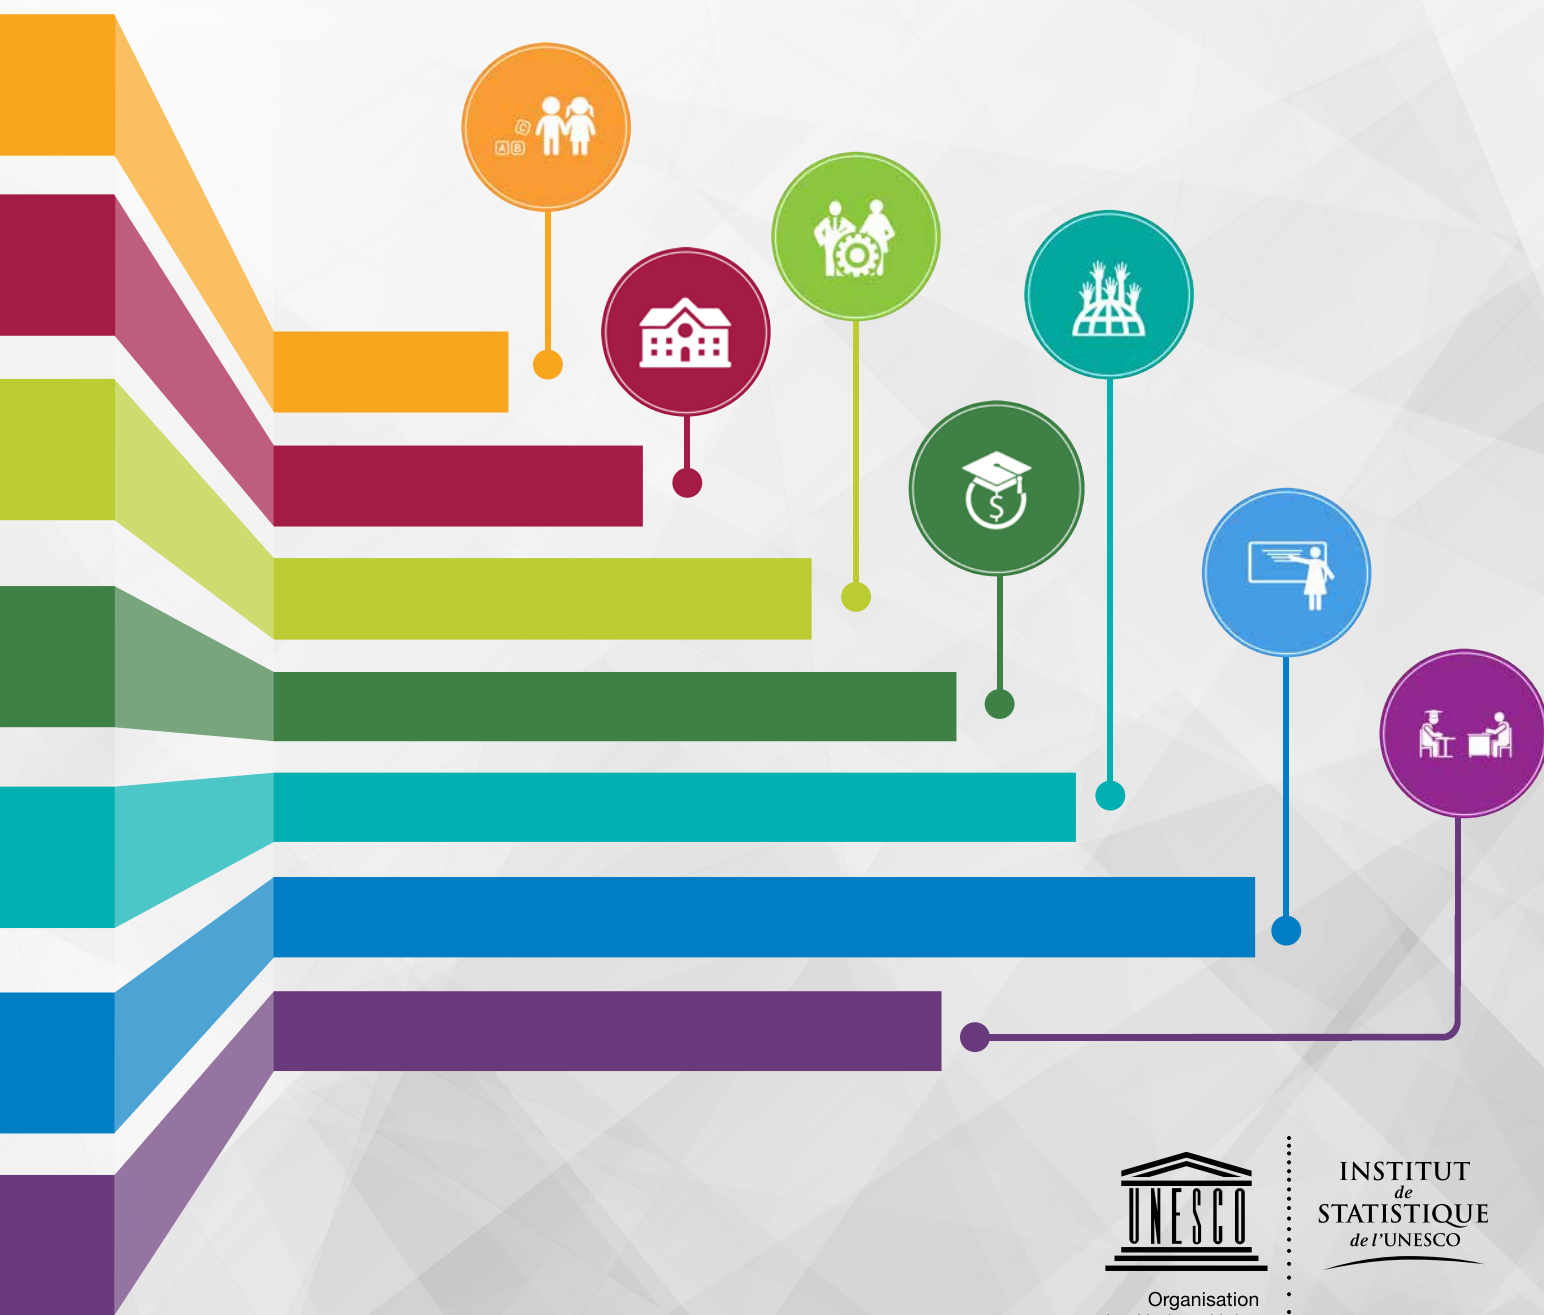 C
A B
$
UNESCO
Organisation
INSTITUT
de
STATISTIQUE
de l'UNESCO